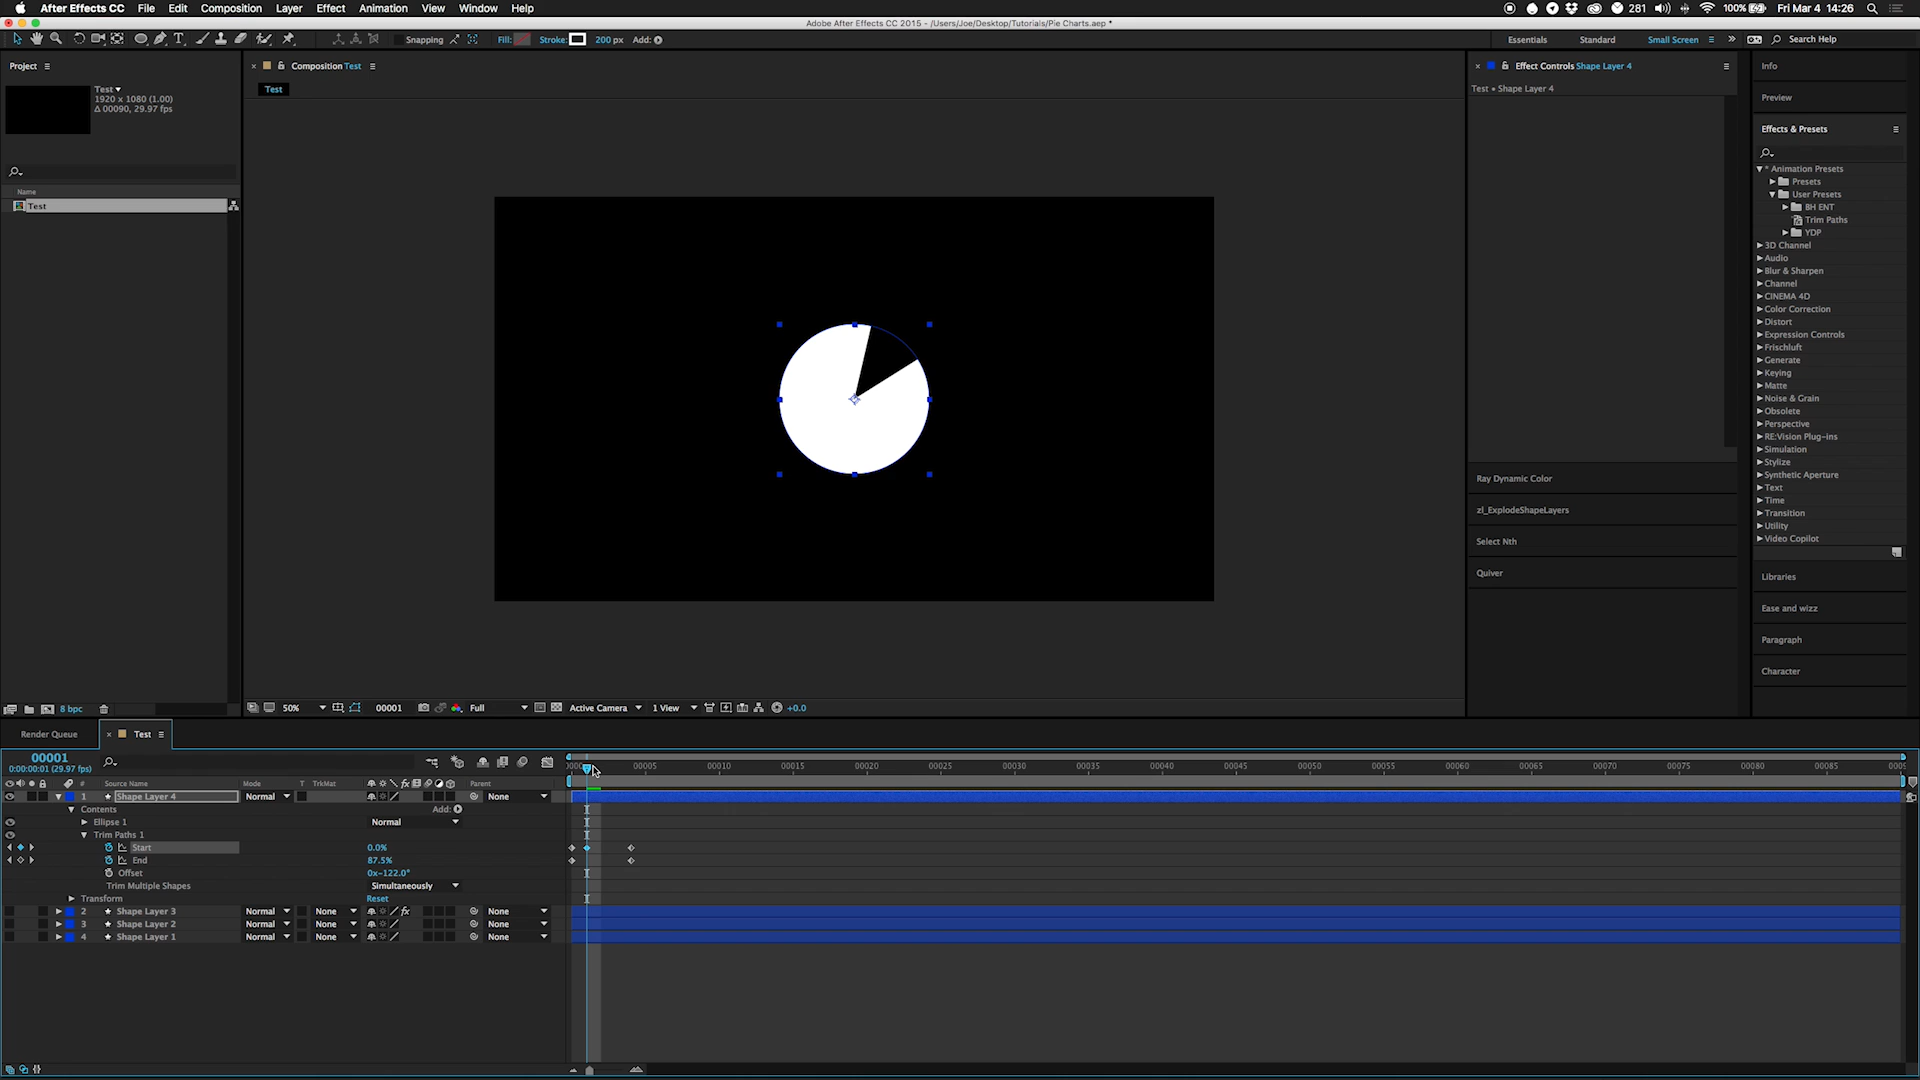 After Effects CC File Edit Composition Layer Effect Animation View Window Help 281 100% Fri Mar 4 14:26
Adobe After Effects CC 2015 - /Users/Joe/Desktop/Tutorials/Pie Charts.aep *
Snapping Fill: Stroke: 200 px Add: Essentials Standard Small Screen Search Help
Project
Test
1920 x 1080 (1.00)
Δ 00090, 29.97 fps
Name
Test
8 bpc
Composition Test
Test
50% 00001 Full Active Camera 1 View +0.0
Effect Controls Shape Layer 4
Test • Shape Layer 4
Ray Dynamic Color
zl_ExplodeShapeLayers
Select Nth
Quiver
Info
Preview
Effects & Presets
* Animation Presets
Presets
User Presets
BH ENT
Trim Paths
YDP
3D Channel
Audio
Blur & Sharpen
Channel
CINEMA 4D
Color Correction
Distort
Expression Controls
Frischluft
Generate
Keying
Matte
Noise & Grain
Obsolete
Perspective
RE:Vision Plug-ins
Simulation
Stylize
Synthetic Aperture
Text
Time
Transition
Utility
Video Copilot
Libraries
Ease and wizz
Paragraph
Character
Render Queue Test
00001
0:00:00:01 (29.97 fps)
00005 00010 00015 00020 00025 00030 00035 00040 00045 00050 00055 00060 00065 00070 00075 00080 00085
# Source Name Mode T TrkMat Parent
1 Shape Layer 4 Normal None
Contents Add:
Ellipse 1 Normal
Trim Paths 1
Start 0.0%
End 87.5%
Offset 0x-122.0°
Trim Multiple Shapes Simultaneously
Transform Reset
2 Shape Layer 3 Normal None None
3 Shape Layer 2 Normal None None
4 Shape Layer 1 Normal None None